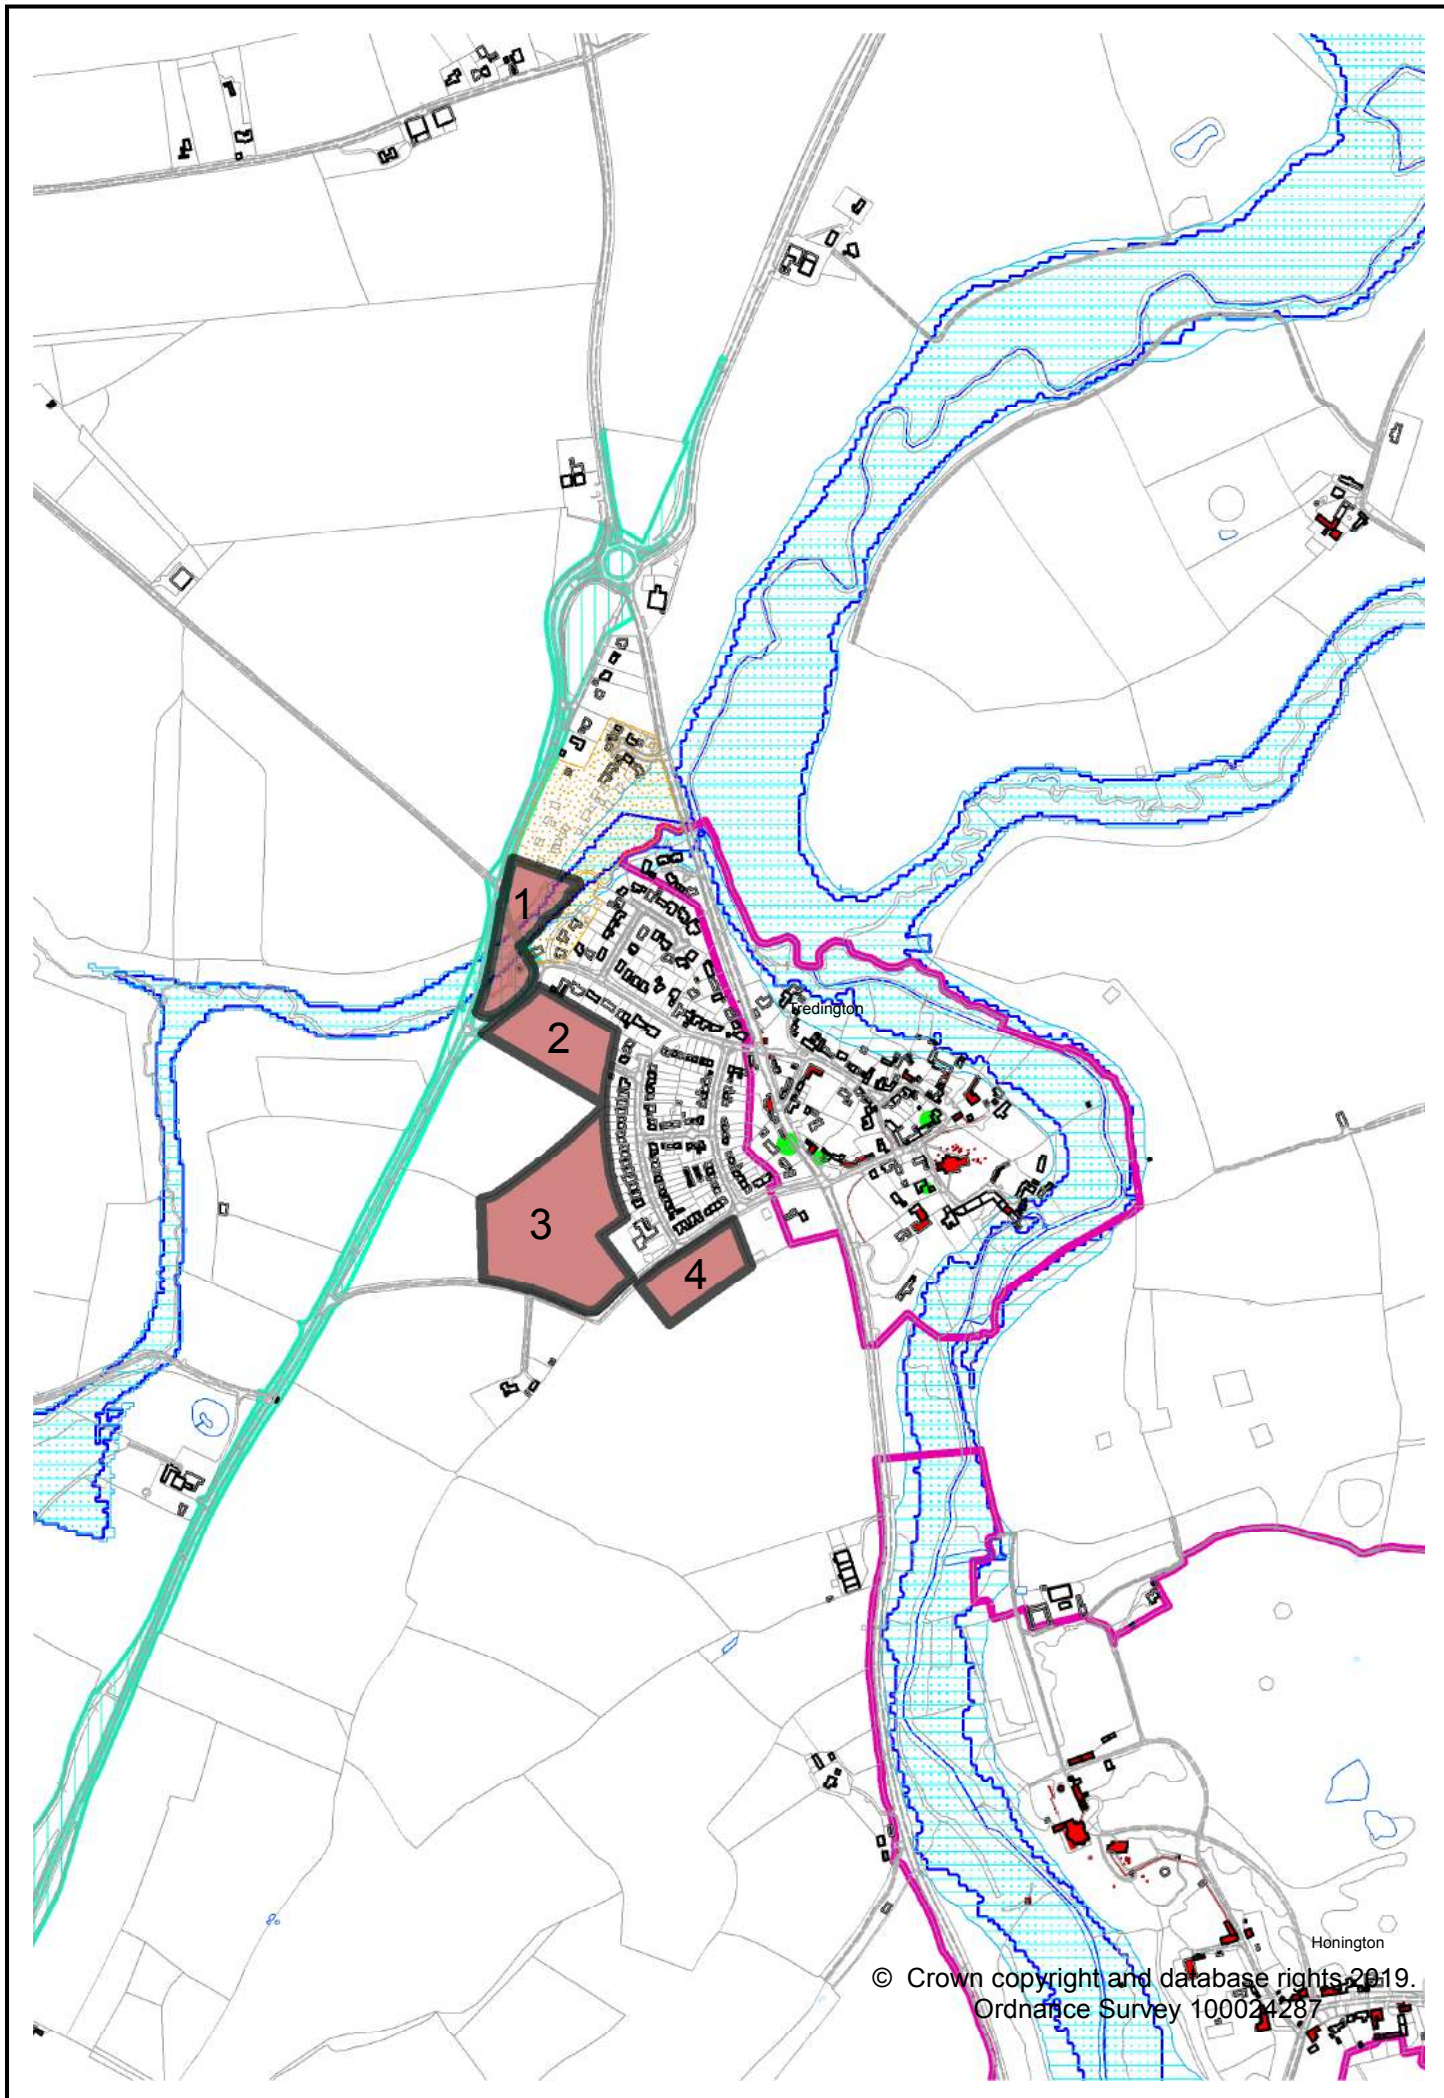 1
2
Tredington
3
4
Honington
© Crown copyright and database rights 2019.
Ordnance Survey 100024287